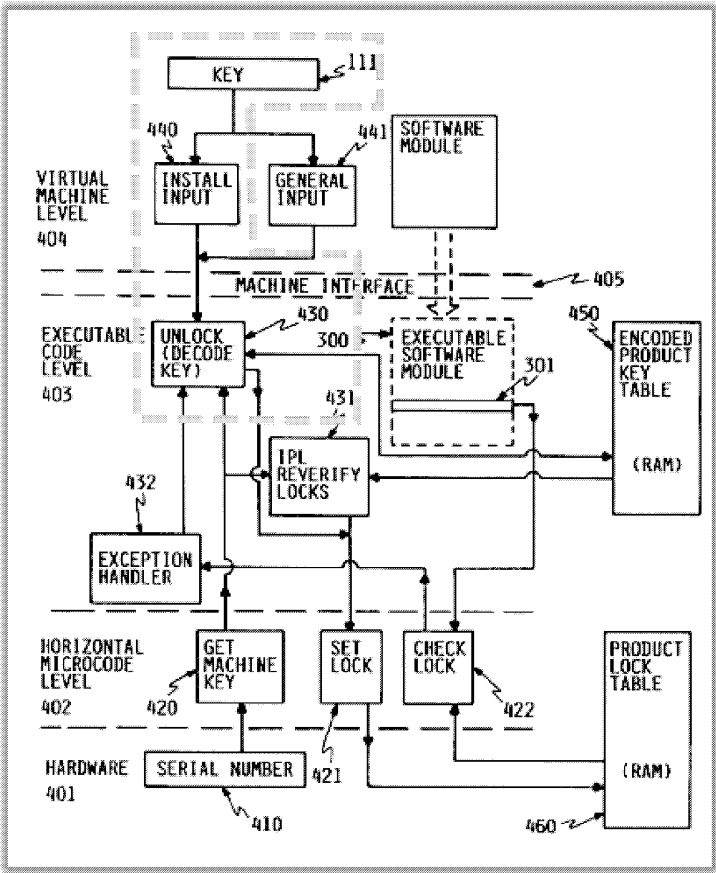 KEY
111
440
441
SOFTWARE
MODULE
INSTALL
INPUT
GENERAL
INPUT
VIRTUAL
MACHINE
LEVEL
404
MACHINE INTERFACE
405
430
300
450
EXECUTABLE
CODE
LEVEL
403
UNLOCK
(DECODE
KEY)
EXECUTABLE
SOFTWARE
MODULE
301
ENCODED
PRODUCT
KEY
TABLE
(RAM)
431
IPL
REVERIFY
LOCKS
432
EXCEPTION
HANDLER
HORIZONTAL
MICROCODE
LEVEL
402
GET
MACHINE
KEY
420
SET
LOCK
421
CHECK
LOCK
422
PRODUCT
LOCK
TABLE
(RAM)
460
HARDWARE
401
SERIAL NUMBER
410